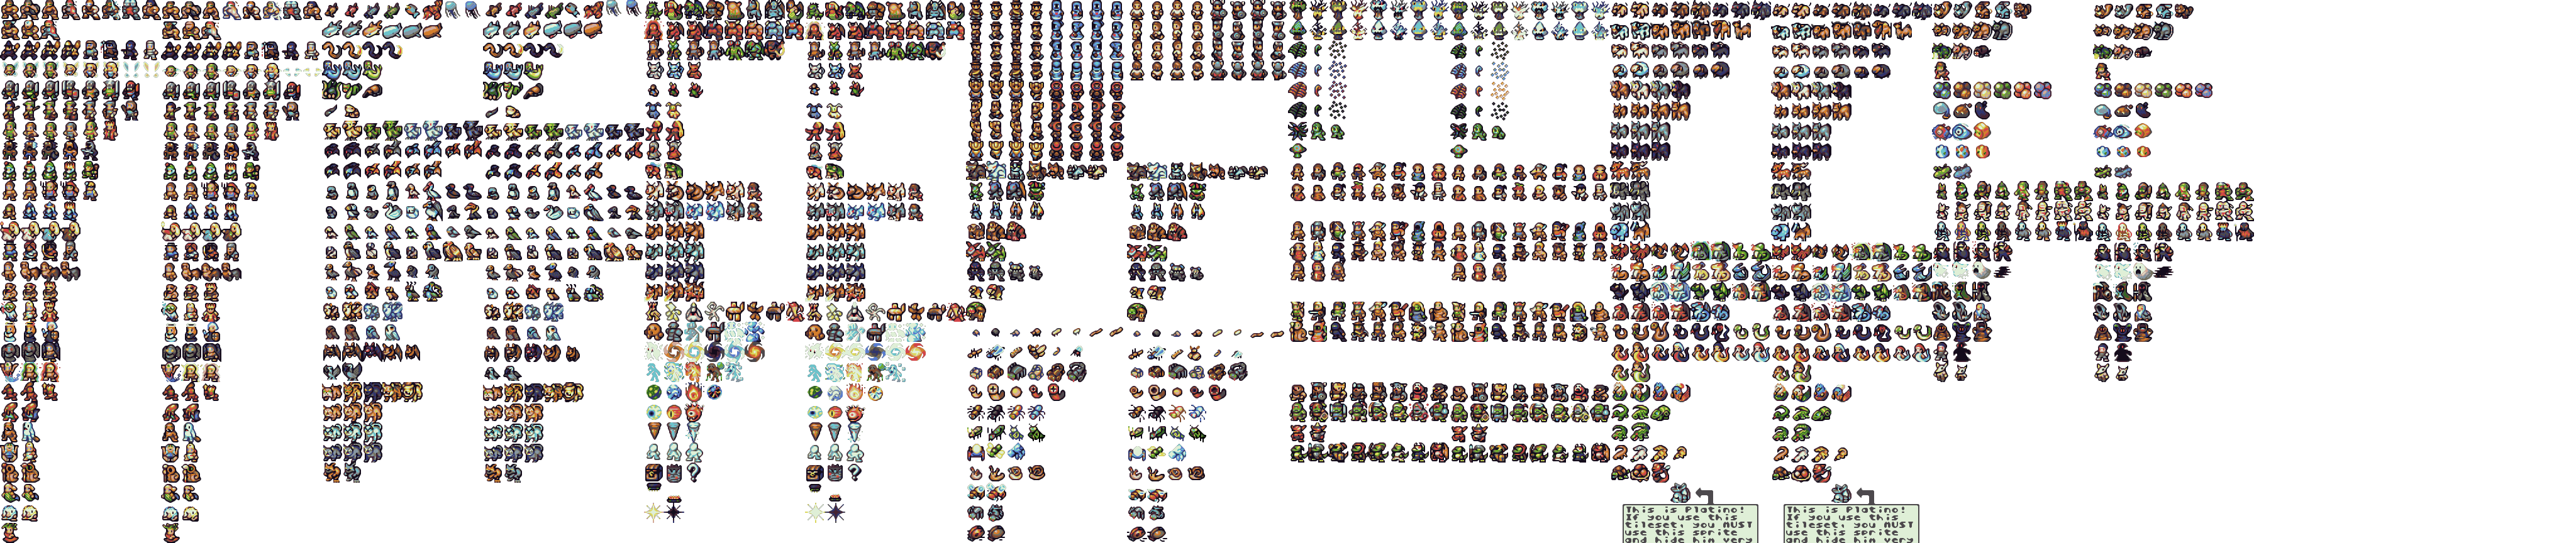 This is Platino!
If you use this
tileset, you MUST
use this sprite
and hide him very
This is Platino!
If you use this
tileset, you MUST
use this sprite
and hide him very
?
?